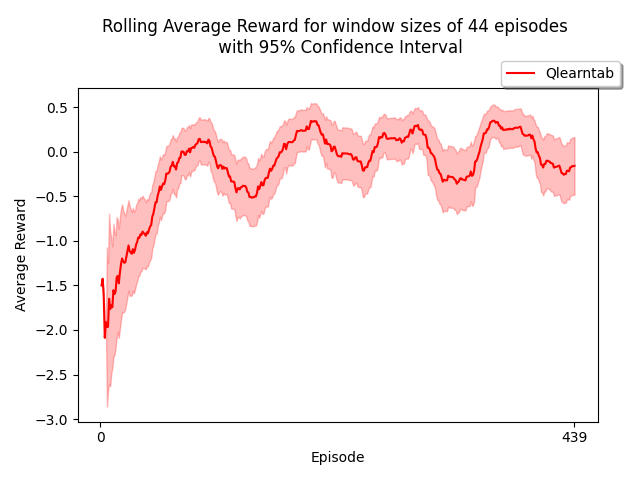 Rolling Average Reward for window sizes of 44 episodes
with 95% Confidence Interval
Qlearntab
0.5
0.0
−0.5
−1.0
−1.5
−2.0
−2.5
−3.0
Average Reward
0 439
Episode